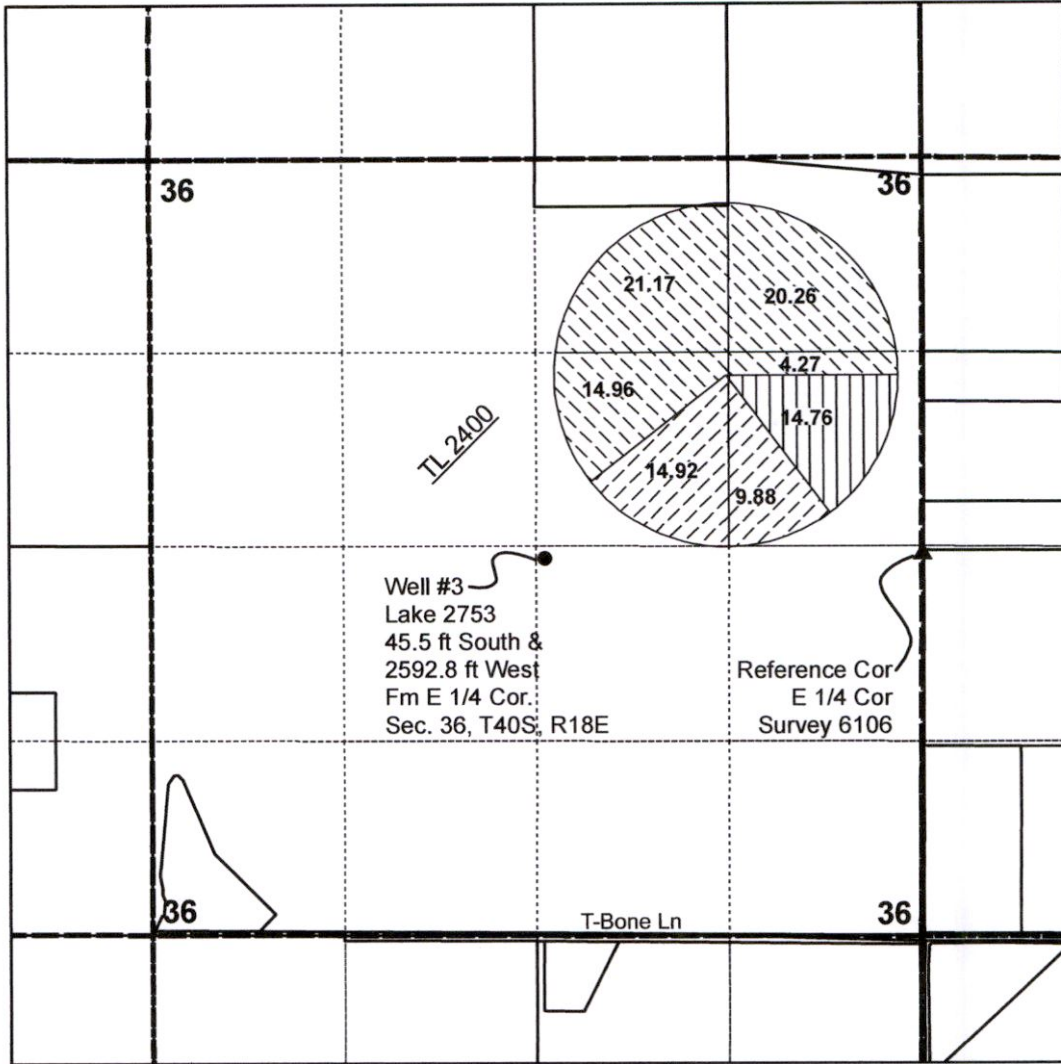 36
36
21.17
20.26
4.27
14.96
14.76
TL 2400
14.92
9.88
Well #3
Lake 2753
45.5 ft South &
2592.8 ft West
Fm E 1/4 Cor.
Sec. 36, T40S, R18E
Reference Cor
E 1/4 Cor
Survey 6106
36
36
T-Bone Ln